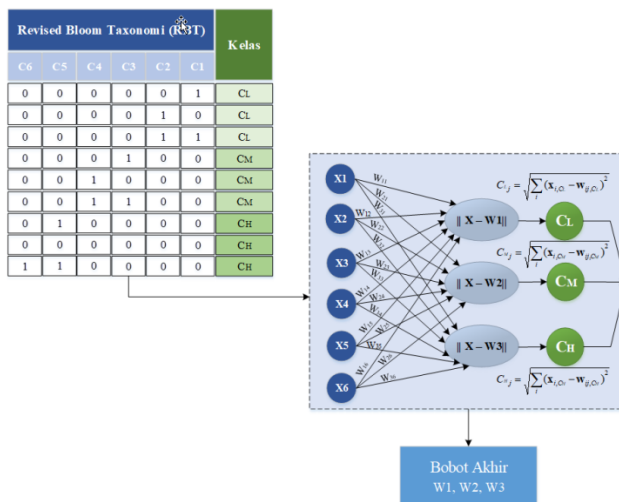 Revised Bloom Taxonomi (RBT) Kelas
C6 C5 C4 C3 C2 C1
0 0 0 0 0 1 CL
0 0 0 0 1 0 CL
0 0 0 0 1 1 CL
0 0 0 1 0 0 CM
0 0 1 0 0 0 CM
0 0 1 1 0 0 CM
0 1 0 0 0 0 CH
0 0 0 0 0 0 CH
1 1 0 0 0 0 CH
X1
X2
X3
X4
X5
X6
W11
W21
W31
W12
W22
W14
W24
W15
W25
W16
W26
W36
|| X – W1||
|| X – W2||
|| X – W3||
CL
CM
CH
Bobot Akhir
W1, W2, W3